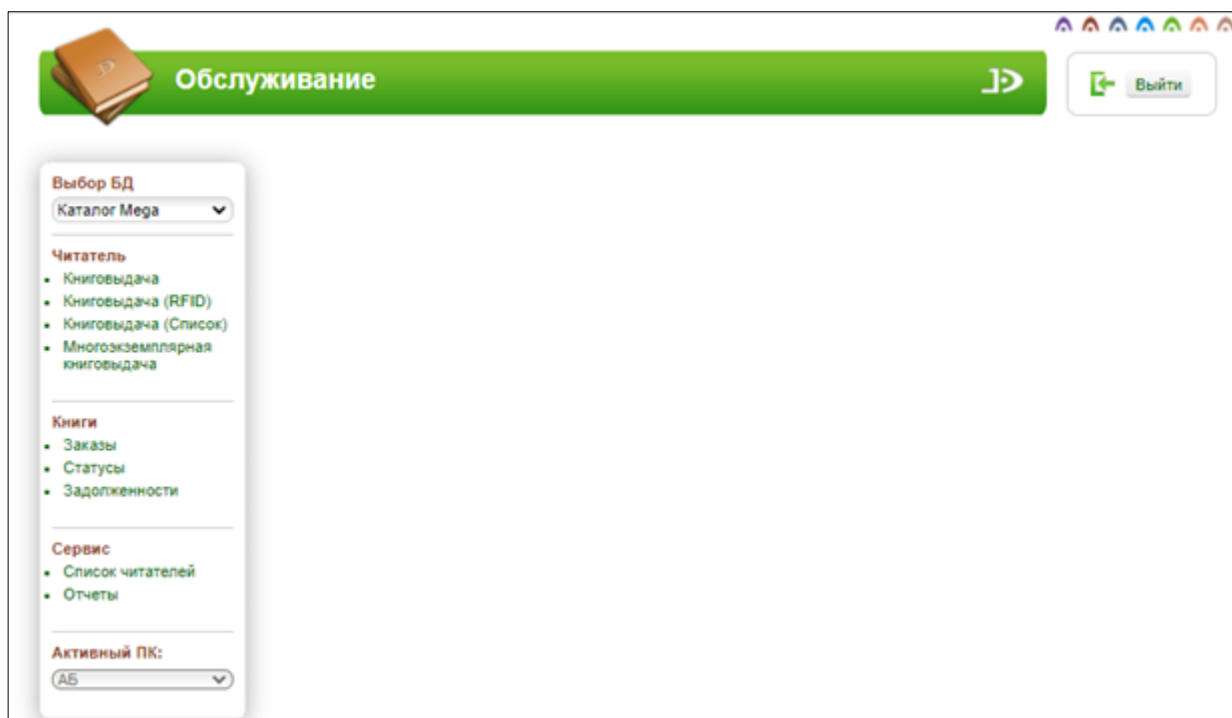 Обслуживание
Выйти
Выбор БД
Каталог Mega
Читатель
Книговыдача
Книговыдача (RFID)
Книговыдача (Список)
Многоэкземплярная
книговыдача
Книги
Заказы
Статусы
Задолженности
Сервис
Список читателей
Отчеты
Активный ПК:
АБ